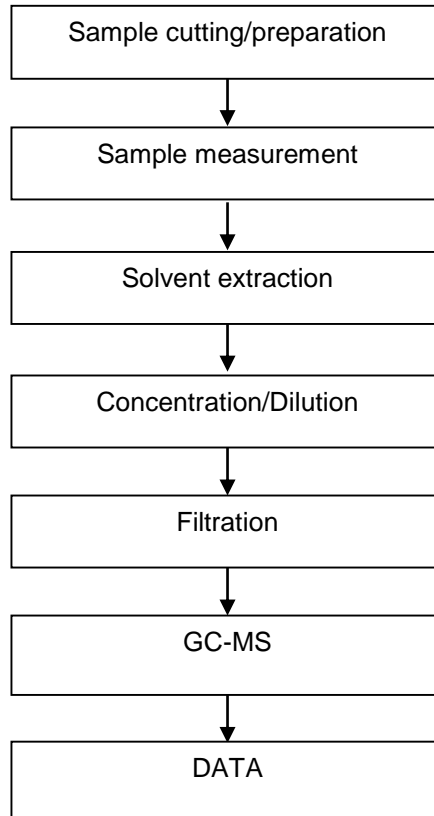 Sample cutting/preparation
Sample measurement
Solvent extraction
Concentration/Dilution
Filtration
GC-MS
DATA